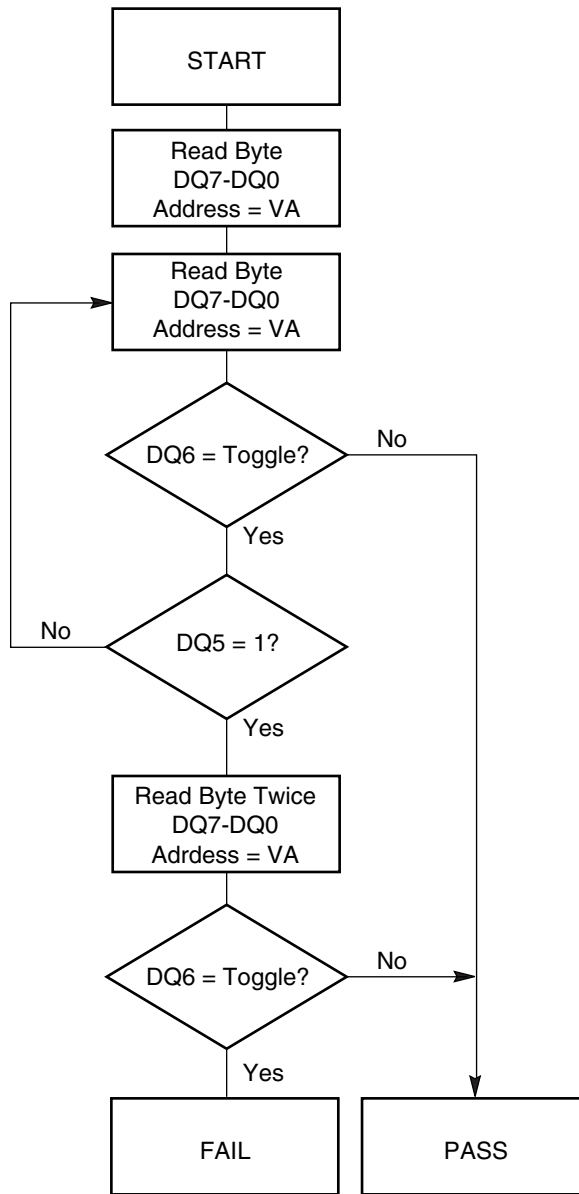 START
Read Byte
DQ7-DQ0
Address = VA
Read Byte
DQ7-DQ0
Address = VA
DQ6 = Toggle?
No
Yes
No
DQ5 = 1?
Yes
Read Byte Twice
DQ7-DQ0
Adrdess = VA
DQ6 = Toggle?
No
Yes
FAIL
PASS